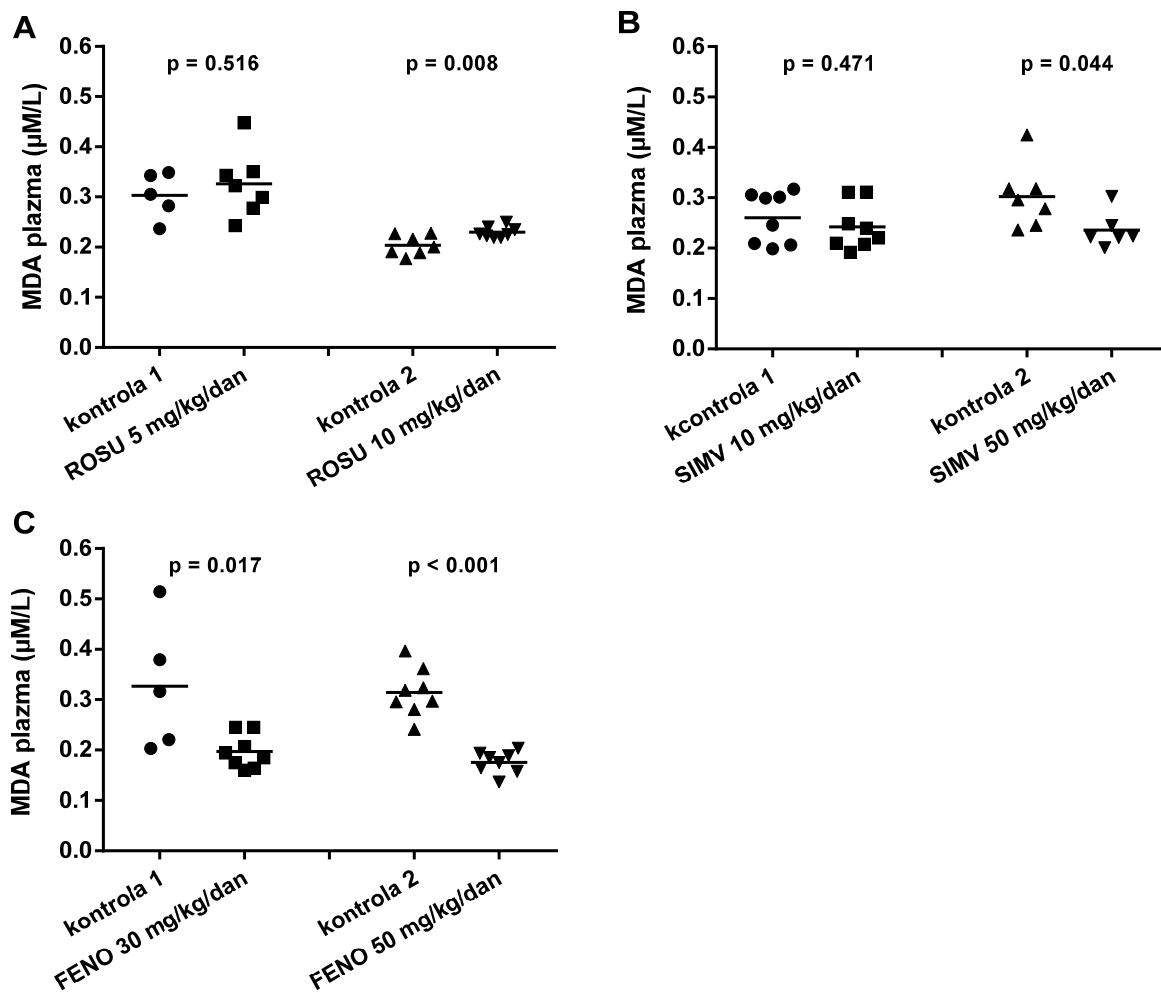 A
0.6
0.5
0.4
0.3
0.2
0.1
0.0
MDA plazma (µM/L)
p = 0.516
p = 0.008
kontrola 1
ROSU 5 mg/kg/dan
kontrola 2
ROSU 10 mg/kg/dan
B
0.6
0.5
0.4
0.3
0.2
0.1
0.0
MDA plazma (µM/L)
p = 0.471
p = 0.044
kcontrola 1
SIMV 10 mg/kg/dan
kontrola 2
SIMV 50 mg/kg/dan
C
0.6
0.5
0.4
0.3
0.2
0.1
0.0
MDA plazma (µM/L)
p = 0.017
p < 0.001
kontrola 1
FENO 30 mg/kg/dan
kontrola 2
FENO 50 mg/kg/dan